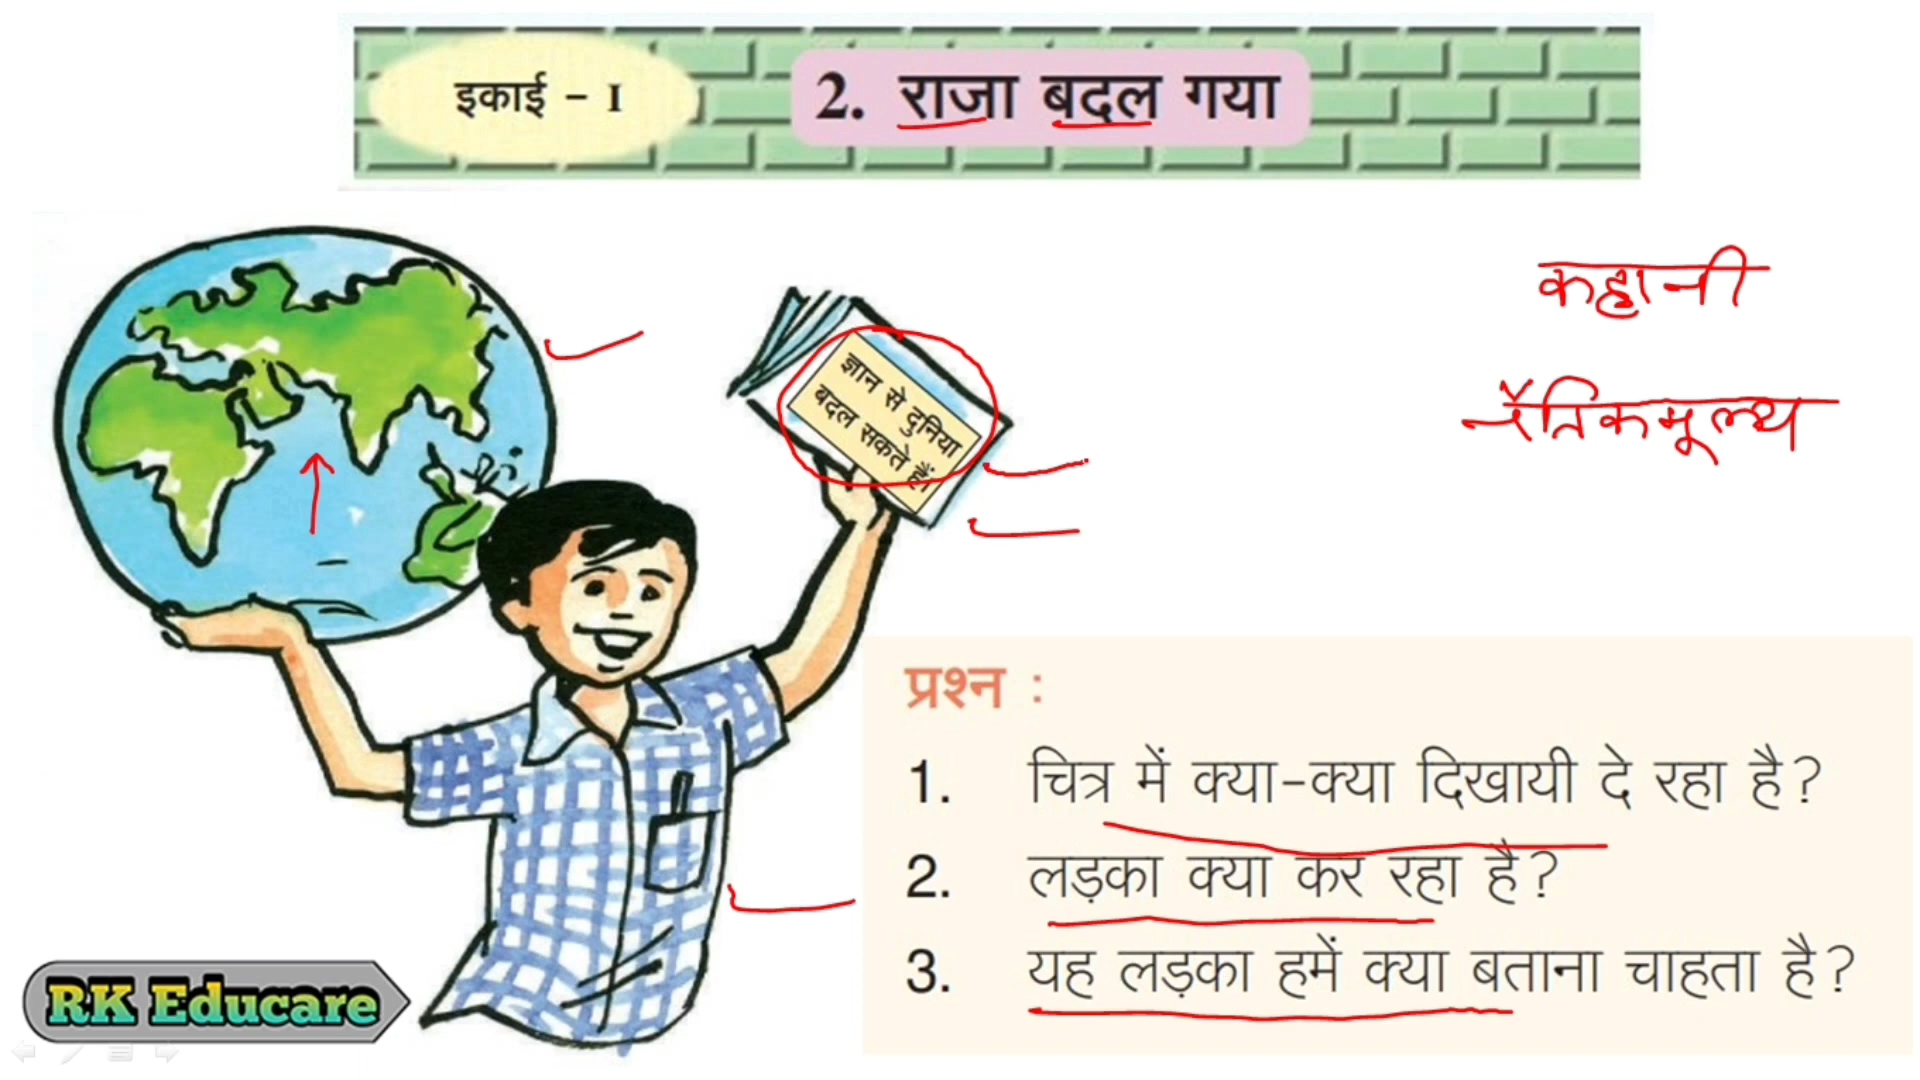 इकाई – I
2. राजा बदल गया
कहानी
नैतिकमूल्य
ज्ञान से दुनिया
बदल सकते हैं।
प्रश्न :
1. चित्र में क्या-क्या दिखायी दे रहा है?
2. लड़का क्या कर रहा है?
3. यह लड़का हमें क्या बताना चाहता है?
RK Educare